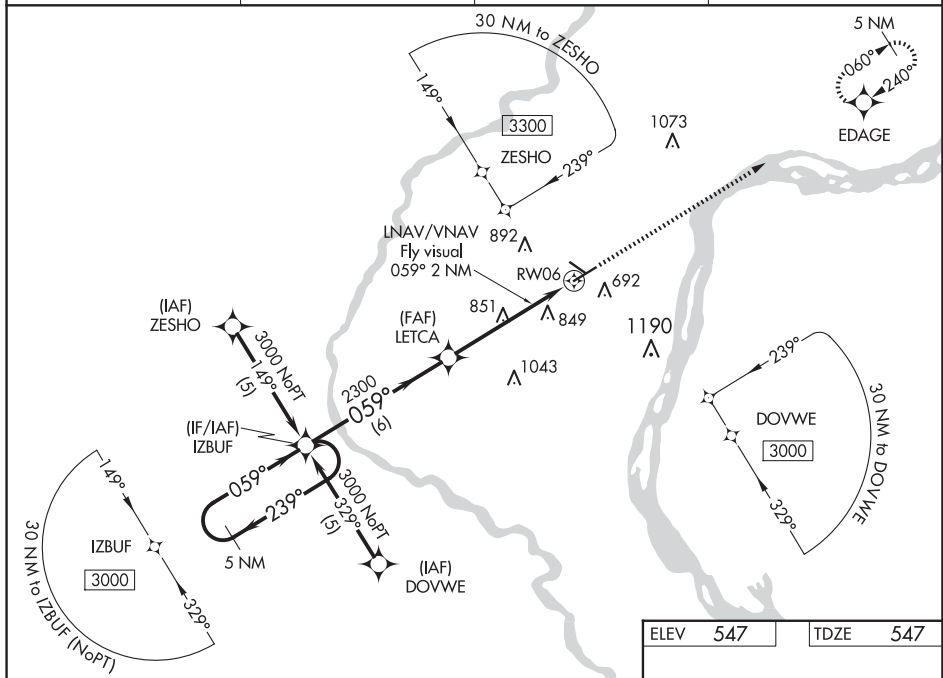 30 NM to ZESHO
149°
3300
ZESHO
239°
1073
5 NM
060°
240°
EDAGE
LNAV/VNAV
Fly visual
059° 2 NM
892
RW06
692
851
849
(FAF)
LETCA
1043
1190
(IAF)
ZESHO
3000 NoPT
149°
(5)
2300
059°
(6)
(IF/IAF)
IZBUF
059°
239°
5 NM
3000 NoPT
329°
(5)
(IAF)
DOVWE
239°
DOVWE
3000
329°
30 NM to DOVWE
149°
IZBUF
3000
329°
30 NM to IZBUF (NoPT)
ELEV 547
TDZE 547